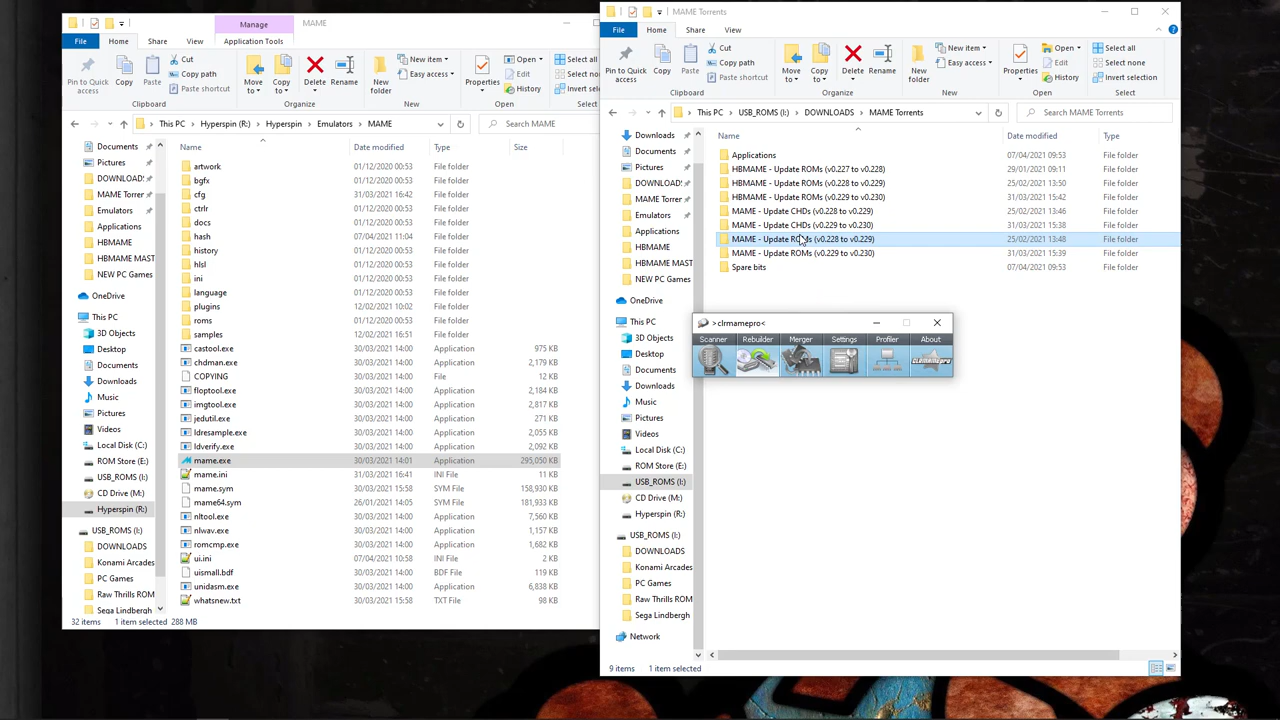 Manage
MAME
File
Home
Share
View
Application Tools
Pin to Quick access
Copy
Paste
Cut
Copy path
Paste shortcut
Clipboard
Move to
Copy to
Delete
Rename
Organize
New folder
New item
Easy access
New
Properties
Open
Edit
History
Open
Select all
Select no
Invert se
This PC > Hyperspin (R:) > Hyperspin > Emulators > MAME
Search MAME
Name
Date modified
Type
Size
Documents
Pictures
DOWNLOADS
MAME Torrents
Emulators
Applications
HBMAME
HBMAME MAST
NEW PC Games
OneDrive
This PC
3D Objects
Desktop
Documents
Downloads
Music
Pictures
Videos
Local Disk (C:)
ROM Store (E:)
USB_ROMS (I:)
CD Drive (M:)
Hyperspin (R:)
USB_ROMS (I:)
DOWNLOADS
Konami Arcades
PC Games
Raw Thrills ROM
Sega Lindbergh
artwork 01/12/2020 00:53 File folder
bgfx 01/12/2020 00:53 File folder
cfg 31/03/2021 16:42 File folder
ctrlr 01/12/2020 00:53 File folder
docs 01/12/2020 00:53 File folder
hash 07/04/2021 11:04 File folder
history 01/12/2020 00:53 File folder
hlsl 01/12/2020 00:53 File folder
ini 01/12/2020 00:53 File folder
language 01/12/2020 00:53 File folder
plugins 12/02/2021 10:02 File folder
roms 01/12/2020 00:53 File folder
samples 12/02/2021 16:51 File folder
castool.exe 30/03/2021 14:00 Application 975 KB
chdman.exe 30/03/2021 14:00 Application 2,179 KB
COPYING 30/03/2021 14:00 File 12 KB
floptool.exe 30/03/2021 14:00 Application 2,184 KB
imgtool.exe 30/03/2021 14:00 Application 2,817 KB
jedutil.exe 30/03/2021 14:00 Application 271 KB
ldresample.exe 30/03/2021 14:00 Application 2,055 KB
ldverify.exe 30/03/2021 14:00 Application 2,092 KB
mame.exe 30/03/2021 14:01 Application 295,050 KB
mame.ini 31/03/2021 16:41 INI File 11 KB
mame.sym 30/03/2021 14:00 SYM File 158,930 KB
mame64.sym 26/01/2021 14:05 SYM File 181,933 KB
nltool.exe 30/03/2021 14:00 Application 7,560 KB
nlwav.exe 30/03/2021 14:00 Application 1,157 KB
romcmp.exe 30/03/2021 14:00 Application 1,682 KB
ui.ini 07/04/2021 10:58 INI File 2 KB
uismall.bdf 30/03/2021 14:00 BDF File 119 KB
unidasm.exe 30/03/2021 14:00 Application 6,838 KB
whatsnew.txt 30/03/2021 15:58 TXT File 98 KB
32 items
1 item selected 288 MB
MAME Torrents
File
Home
Share
View
Pin to Quick access
Copy
Paste
Cut
Copy path
Paste shortcut
Clipboard
Move to
Copy to
Delete
Rename
Organize
New folder
New item
Easy access
New
Properties
Open
Edit
History
Open
Select all
Select none
Invert selection
Select
This PC > USB_ROMS (I:) > DOWNLOADS > MAME Torrents
Search MAME Torrents
Name
Date modified
Type
Downloads
Documents
Pictures
DOWNLOAD
MAME Torrer
Emulators
Applications
HBMAME
HBMAME MAST
NEW PC Games
OneDrive
This PC
3D Objects
Desktop
Documents
Downloads
Music
Pictures
Videos
Local Disk (C:)
ROM Store (E:)
USB_ROMS (I:)
CD Drive (M:)
Hyperspin (R:)
USB_ROMS (I:)
DOWNLOADS
Konami Arcades
PC Games
Raw Thrills ROM
Sega Lindbergh
Network
Applications 07/04/2021 09:53 File folder
HBMAME - Update ROMs (v0.227 to v0.228) 29/01/2021 09:11 File folder
HBMAME - Update ROMs (v0.228 to v0.229) 25/02/2021 13:50 File folder
HBMAME - Update ROMs (v0.229 to v0.230) 31/03/2021 15:42 File folder
MAME - Update CHDs (v0.228 to v0.229) 25/02/2021 13:46 File folder
MAME - Update CHDs (v0.229 to v0.230) 31/03/2021 15:38 File folder
MAME - Update ROMs (v0.228 to v0.229) 25/02/2021 13:48 File folder
MAME - Update ROMs (v0.229 to v0.230) 31/03/2021 15:39 File folder
Spare bits 07/04/2021 09:53 File folder
>clrmamepro<
Scanner
Rebuilder
Merger
Settings
Profiler
About
CLRMAMEpro
9 items
1 item selected